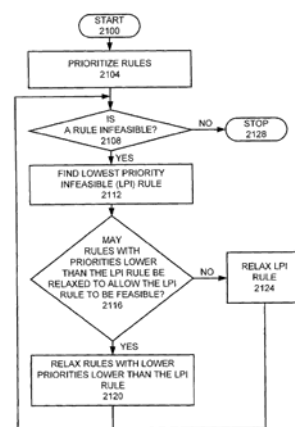 START
2100
PRIORITIZE RULES
2104
IS
A RULE INFEASIBLE?
2108
NO
STOP
2128
YES
FIND LOWEST PRIORITY
INFEASIBLE (LPI) RULE
2112
MAY
RULES WITH
PRIORITIES LOWER
THAN THE LPI RULE BE
RELAXED TO ALLOW THE LPI
RULE TO BE FEASIBLE?
2116
NO
RELAX LPI
RULE
2124
YES
RELAX RULES WITH LOWER
PRIORITIES LOWER THAN THE LPI
RULE
2120